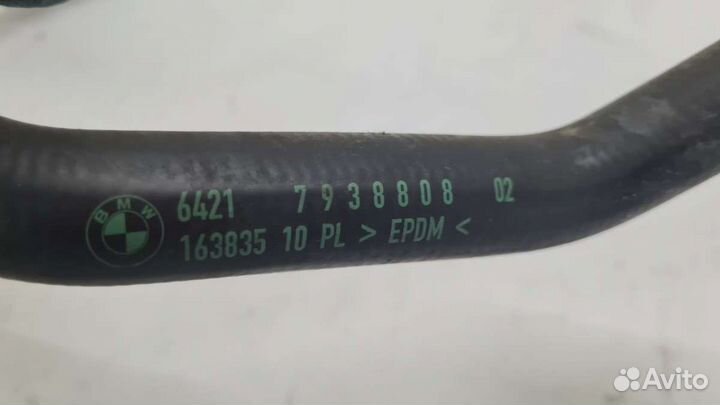 BMW
6421 7938808 02
163835 10 PL > EPDM <
Avito